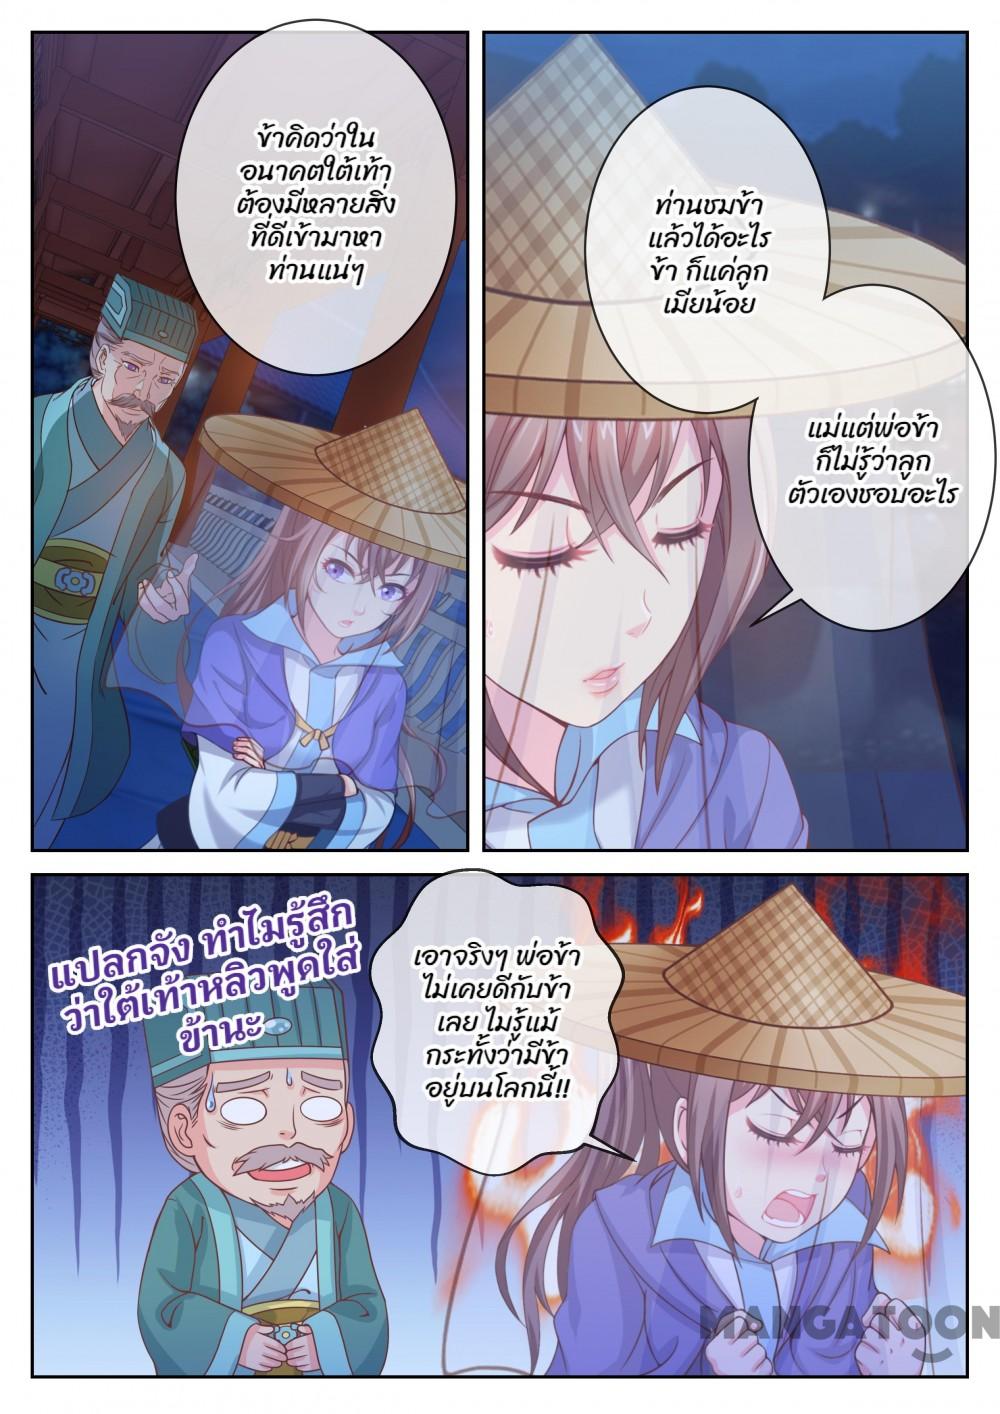 ข้าคิดว่าใน
อนาคตใต้เท้า
ต้องมีหลายสิ่ง
ที่ดีเข้ามาหา
ท่านแน่ๆ
ท่านชมข้า
แล้วได้อะไร
ข้า ก็แค่ลูก
เมียน้อย
แม่แต่พ่อข้า
ก็ไม่รู้ว่าลูก
ตัวเองชอบอะไร
แปลกจัง ทำไมรู้สึก
ว่าใต้เท้าหลิวพูดใส่
ข้านะ
เอาจริงๆ พ่อข้า
ไม่เคยดีกับข้า
เลย ไม่รู้แม้
กระทั่งว่ามีข้า
อยู่บนโลกนี้!!
MANGATOON